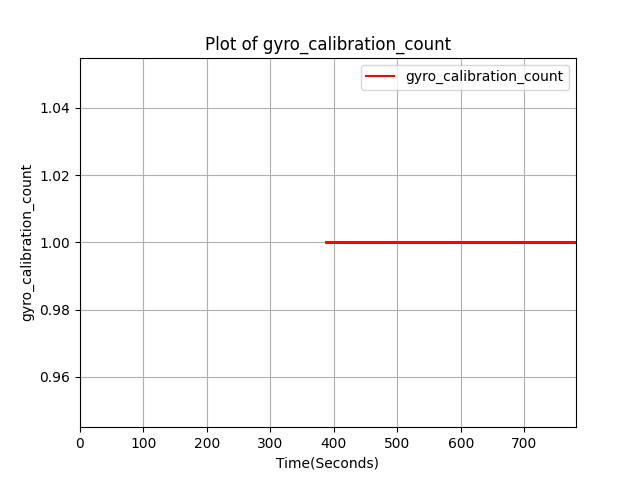 Plot of gyro_calibration_count
gyro_calibration_count
1.04
1.02
1.00
0.98
0.96
gyro_calibration_count
0 100 200 300 400 500 600 700
Time(Seconds)